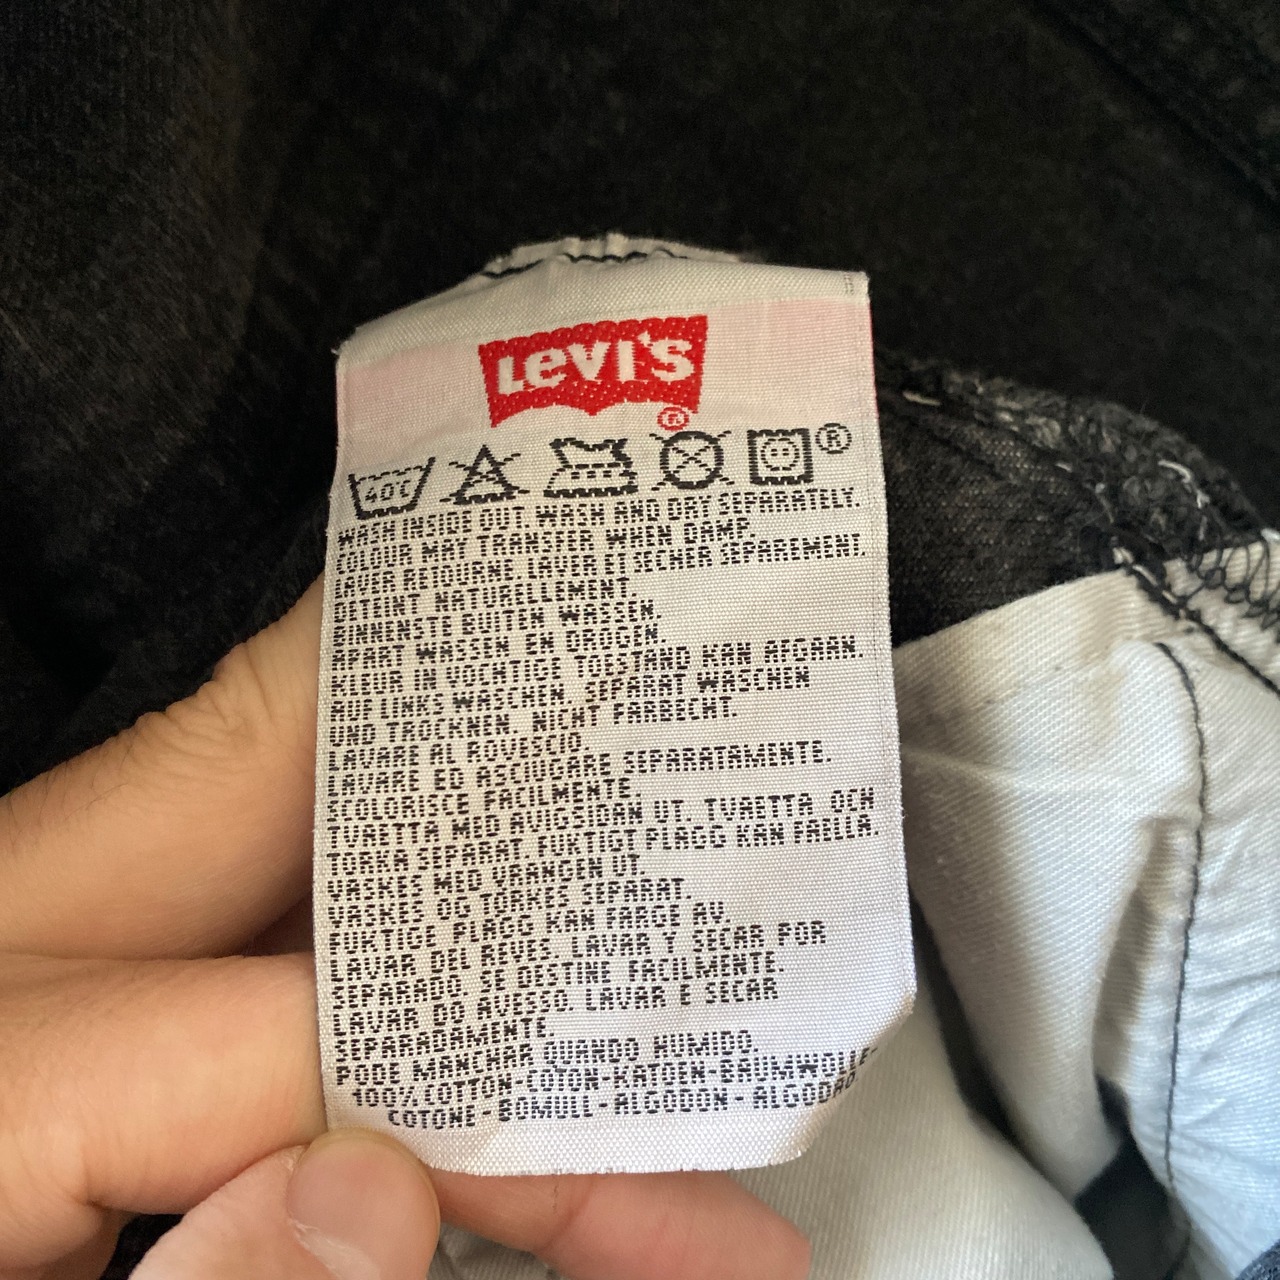 Levi's
®
40C ®
WASH INSIDE OUT. WASH AND DRY SEPARATELY.
COLOUR MAY TRANSFER WHEN DAMP.
LAVER RETOURNE. LAVER ET SECHER SEPAREMENT.
DETEINT NATURELLEMENT.
BINNENSTE BUITEN WASSEN.
APART WASSEN EN DROGEN.
KLEUR IN VOCHTIGE TOESTAND KAN AFGAAN.
AUF LINKS WASCHEN. SEPARAT WASCHEN
UND TROCKNEN. NICHT FARBECHT.
LAVARE AL ROVESCIO.
LAVARE ED ASCIUGARE SEPARATAMENTE.
SCOLORISCE FACILMENTE.
TVAETTA MED AVIGSIDAN UT. TVAETTA OCH
TORKA SEPARAT. FUKTIGT PLAGG KAN FAELLA.
VASKES MED VRANGEN UT.
VASKES OG TORKES SEPARAT.
FUKTIGE PLAGG KAN FARGE AV.
LAVAR DEL REVES. LAVAR Y SECAR POR
SEPARADO. SE DESTINE FACILMENTE.
LAVAR DO AVESSO. LAVAR E SECAR
SEPARADAMENTE.
PODE MANCHAR QUANDO HUMIDO.
100% COTTON-COTON-KATOEN-BAUMWOLLE-
COTONE-BOMULL-ALGODON-ALGODAO.